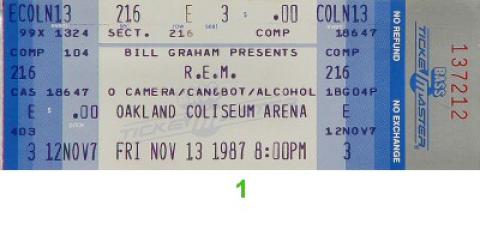 ECOLN13 216 E 3 .00 COLN13
99X 1324 SECT. 216 COMP 18647
COMP 104 BILL GRAHAM PRESENTS
216 R.E.M. 216
CAS 18647 O CAMERA/CAN&BOT/ALCOHOL 18G04P
E .00 OAKLAND COLISEUM ARENA E
403 12NOV7
3 12NOV7 FRI NOV 13 1987 8:00PM 3
NO REFUND NO EXCHANGE
BASS
TICKETMASTER
137212
1